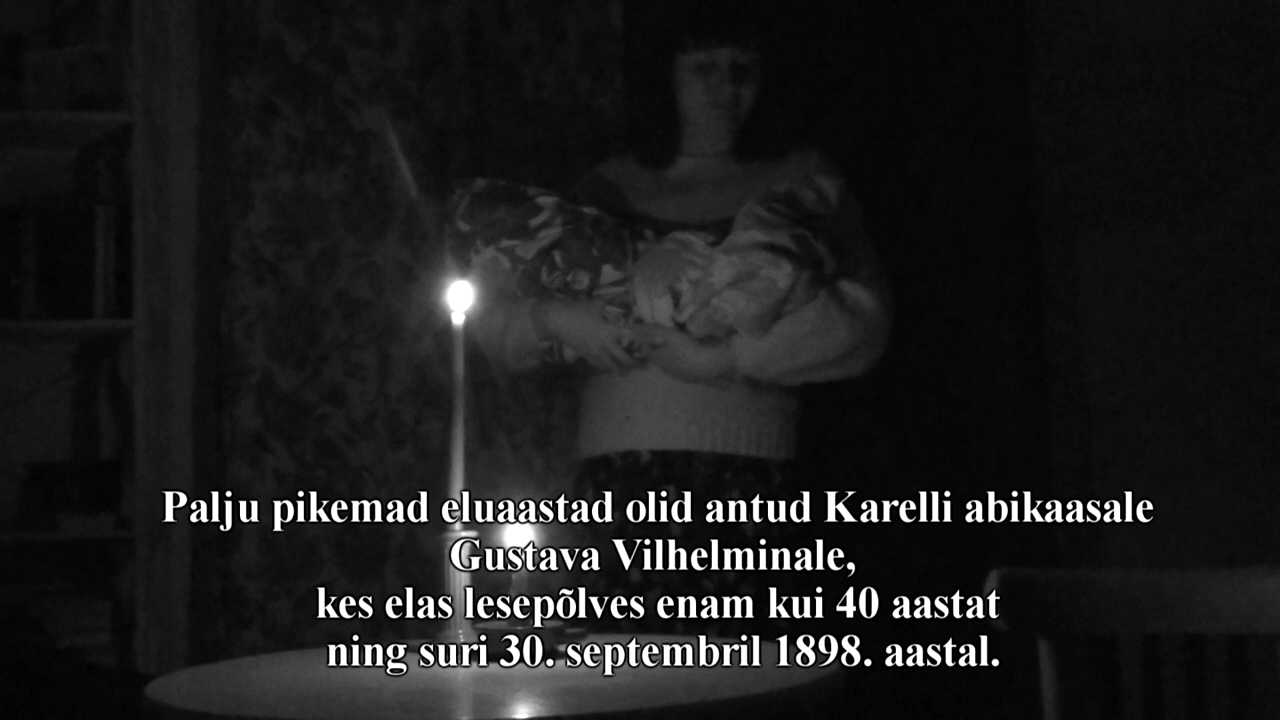 Palju pikemad eluaastad olid antud Karelli abikaasale
Gustava Vilhelminale,
kes elas lesepõlves enam kui 40 aastat
ning suri 30. septembril 1898. aastal.